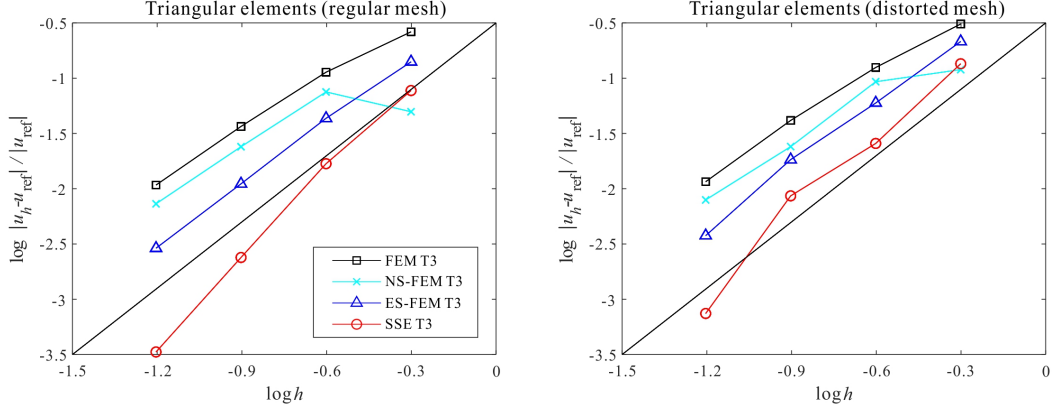 Triangular elements (regular mesh)
-0.5
-1
-1.5
-2
-2.5
-3
-3.5
log |u_h-u_ref| / |u_ref|
FEM T3
NS-FEM T3
ES-FEM T3
SSE T3
-1.5 -1.2 -0.9 -0.6 -0.3 0
log h
Triangular elements (distorted mesh)
-0.5
-1
-1.5
-2
-2.5
-3
-3.5
log |u_h-u_ref| / |u_ref|
-1.5 -1.2 -0.9 -0.6 -0.3 0
log h